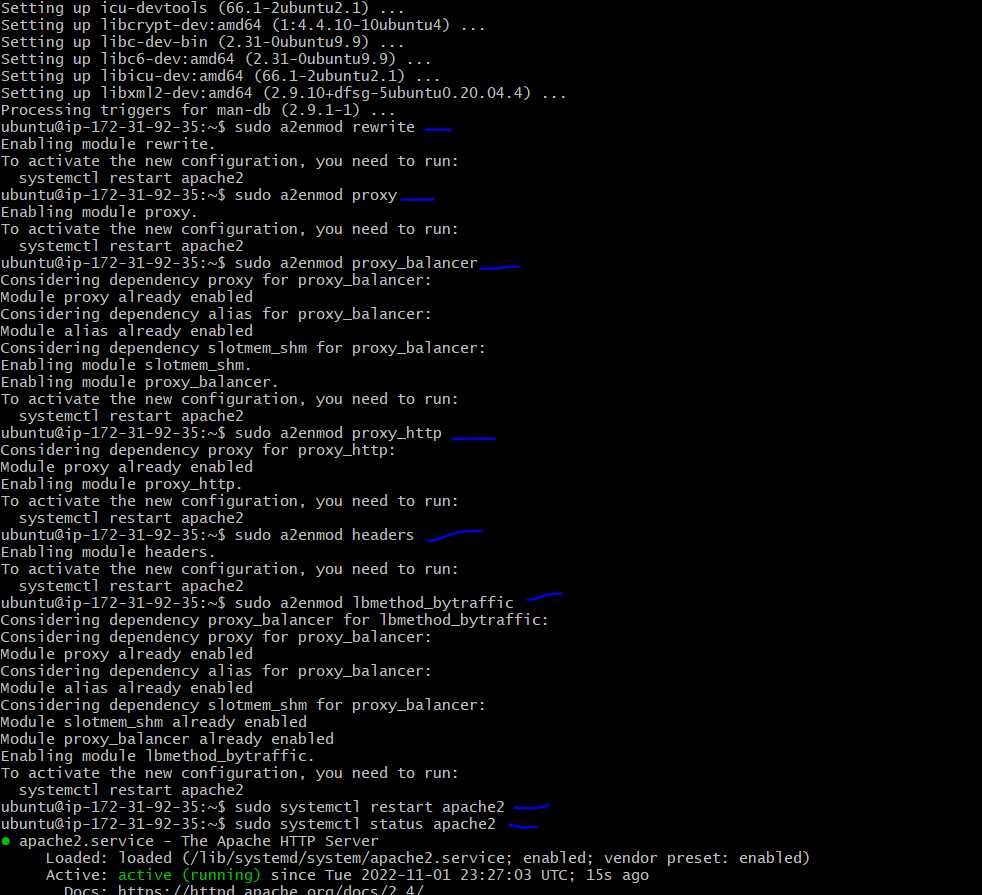 Setting up icu-devtools (66.1-2ubuntu2.1) ...
Setting up libcrypt-dev:amd64 (1:4.4.10-10ubuntu4) ...
Setting up libc-dev-bin (2.31-0ubuntu9.9) ...
Setting up libc6-dev:amd64 (2.31-0ubuntu9.9) ...
Setting up libicu-dev:amd64 (66.1-2ubuntu2.1) ...
Setting up libxml2-dev:amd64 (2.9.10+dfsg-5ubuntu0.20.04.4) ...
Processing triggers for man-db (2.9.1-1) ...
ubuntu@ip-172-31-92-35:~$ sudo a2enmod rewrite
Enabling module rewrite.
To activate the new configuration, you need to run:
  systemctl restart apache2
ubuntu@ip-172-31-92-35:~$ sudo a2enmod proxy
Enabling module proxy.
To activate the new configuration, you need to run:
  systemctl restart apache2
ubuntu@ip-172-31-92-35:~$ sudo a2enmod proxy_balancer
Considering dependency proxy for proxy_balancer:
Module proxy already enabled
Considering dependency alias for proxy_balancer:
Module alias already enabled
Considering dependency slotmem_shm for proxy_balancer:
Enabling module slotmem_shm.
Enabling module proxy_balancer.
To activate the new configuration, you need to run:
  systemctl restart apache2
ubuntu@ip-172-31-92-35:~$ sudo a2enmod proxy_http
Considering dependency proxy for proxy_http:
Module proxy already enabled
Enabling module proxy_http.
To activate the new configuration, you need to run:
  systemctl restart apache2
ubuntu@ip-172-31-92-35:~$ sudo a2enmod headers
Enabling module headers.
To activate the new configuration, you need to run:
  systemctl restart apache2
ubuntu@ip-172-31-92-35:~$ sudo a2enmod lbmethod_bytraffic
Considering dependency proxy_balancer for lbmethod_bytraffic:
Considering dependency proxy for proxy_balancer:
Module proxy already enabled
Considering dependency alias for proxy_balancer:
Module alias already enabled
Considering dependency slotmem_shm for proxy_balancer:
Module slotmem_shm already enabled
Module proxy_balancer already enabled
Enabling module lbmethod_bytraffic.
To activate the new configuration, you need to run:
  systemctl restart apache2
ubuntu@ip-172-31-92-35:~$ sudo systemctl restart apache2
ubuntu@ip-172-31-92-35:~$ sudo systemctl status apache2
● apache2.service - The Apache HTTP Server
     Loaded: loaded (/lib/systemd/system/apache2.service; enabled; vendor preset: enabled)
     Active: active (running) since Tue 2022-11-01 23:27:03 UTC; 15s ago
       Docs: https://httpd.apache.org/docs/2.4/